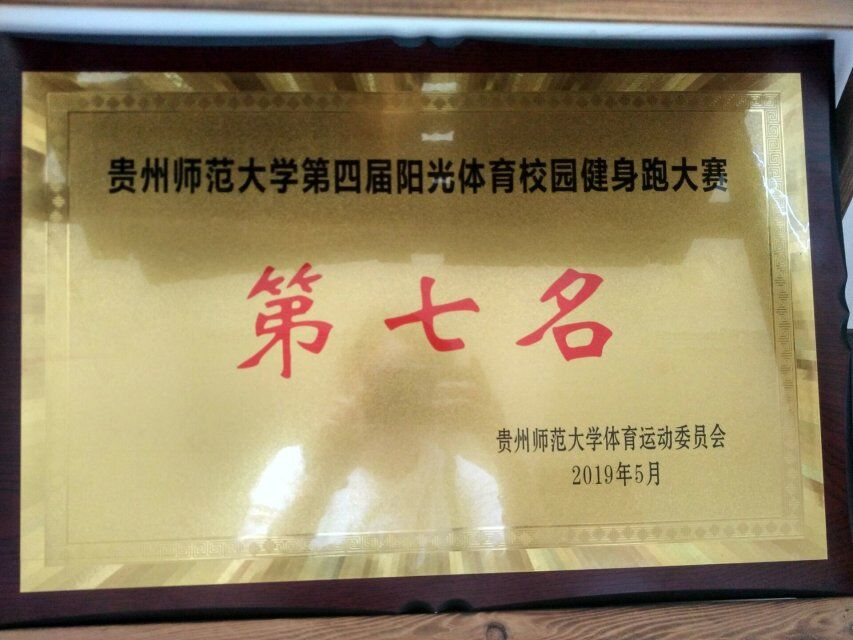 贵州师范大学第四届阳光体育校园健身跑大赛
第七名
贵州师范大学体育运动委员会
2019年5月